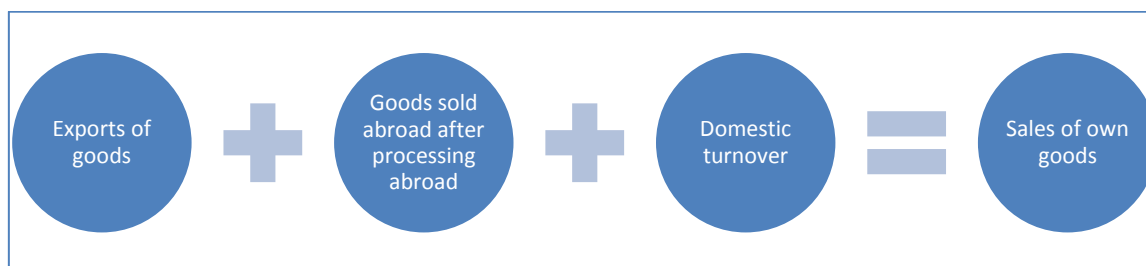 Exports of
goods
Goods sold
abroad after
processing
abroad
Domestic
turnover
Sales of own
goods